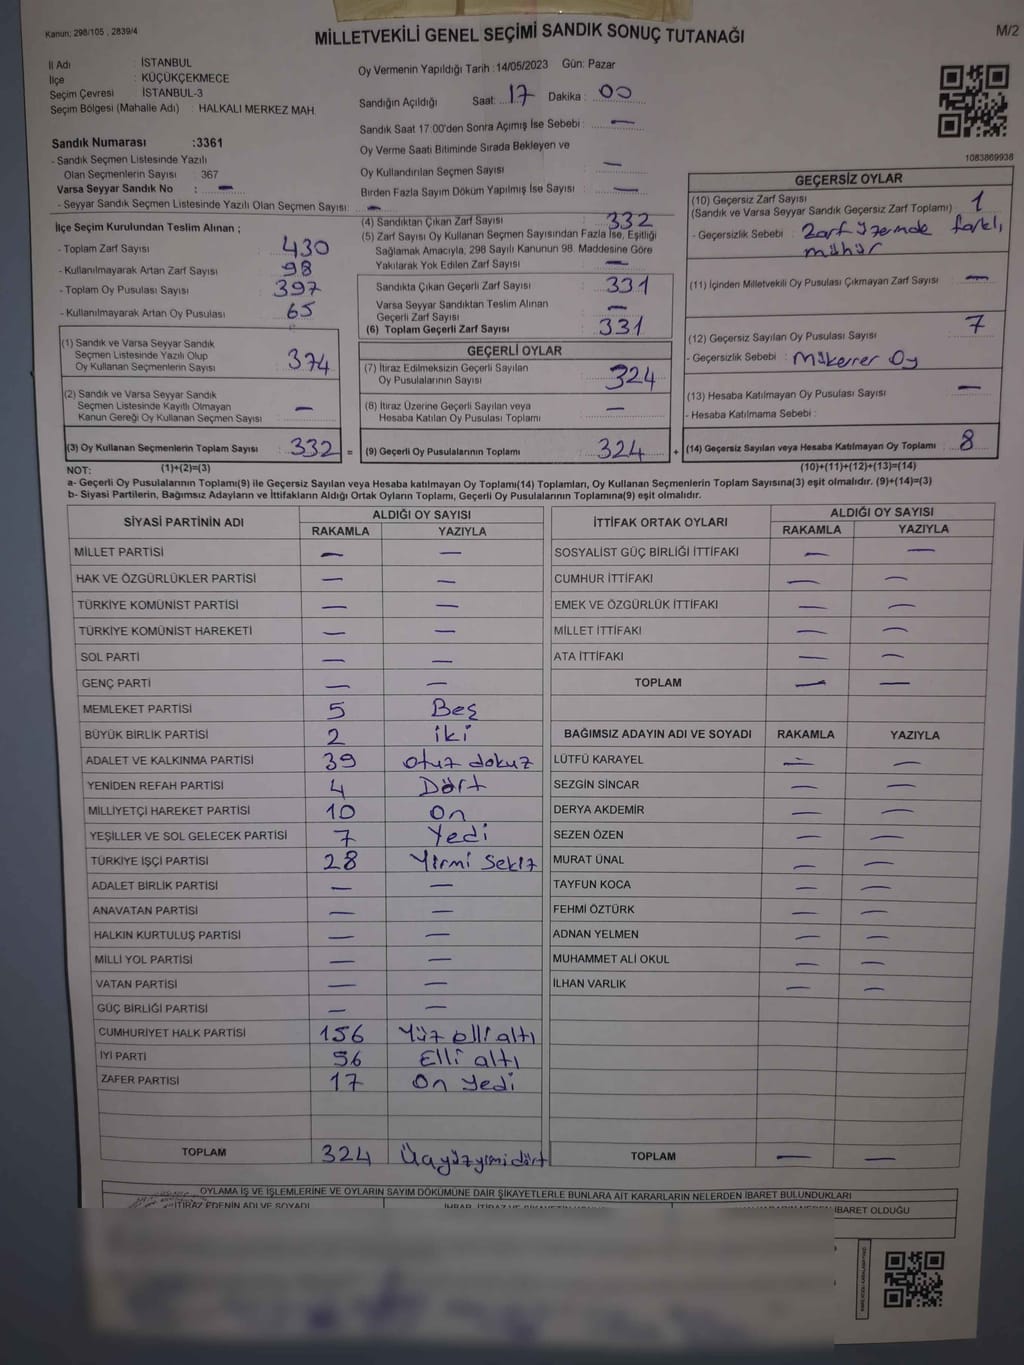 Kanun; 298/105 , 2839/4
MİLLETVEKİLİ GENEL SEÇİMİ SANDIK SONUÇ TUTANAĞI
M/2
İl Adı : İSTANBUL
İlçe : KÜÇÜKÇEKMECE
Seçim Çevresi : İSTANBUL-3
Seçim Bölgesi (Mahalle Adı) : HALKALI MERKEZ MAH.
Sandık Numarası :3361
- Sandık Seçmen Listesinde Yazılı
Olan Seçmenlerin Sayısı : 367
Varsa Seyyar Sandık No : —
- Seyyar Sandık Seçmen Listesinde Yazılı Olan Seçmen Sayısı: —
Oy Vermenin Yapıldığı Tarih :14/05/2023 Gün: Pazar
Sandığın Açıldığı Saat: 17 Dakika : 00
Sandık Saat 17:00'den Sonra Açılmış İse Sebebi : —
Oy Verme Saati Bitiminde Sırada Bekleyen ve
Oy Kullandırılan Seçmen Sayısı : —
Birden Fazla Sayım Döküm Yapılmış İse Sayısı : —
1083869938
İlçe Seçim Kurulundan Teslim Alınan ;
- Toplam Zarf Sayısı : 430
- Kullanılmayarak Artan Zarf Sayısı : 98
- Toplam Oy Pusulası Sayısı : 397
- Kullanılmayarak Artan Oy Pusulası : 65
(1) Sandık ve Varsa Seyyar Sandık
Seçmen Listesinde Yazılı Olup
Oy Kullanan Seçmenlerin Sayısı : 374
(2) Sandık ve Varsa Seyyar Sandık
Seçmen Listesinde Kayıtlı Olmayan
Kanun Gereği Oy Kullanan Seçmen Sayısı : —
(3) Oy Kullanan Seçmenlerin Toplam Sayısı : 332 =
(4) Sandıktan Çıkan Zarf Sayısı : 332
(5) Zarf Sayısı Oy Kullanan Seçmen Sayısından Fazla İse, Eşitliği
Sağlamak Amacıyla, 298 Sayılı Kanunun 98. Maddesine Göre
Yakılarak Yok Edilen Zarf Sayısı : —
Sandıkta Çıkan Geçerli Zarf Sayısı : 331
Varsa Seyyar Sandıktan Teslim Alınan
Geçerli Zarf Sayısı : —
(6) Toplam Geçerli Zarf Sayısı : 331
GEÇERLİ OYLAR
(7) İtiraz Edilmeksizin Geçerli Sayılan
Oy Pusulalarının Sayısı : 324
(8) İtiraz Üzerine Geçerli Sayılan veya
Hesaba Katılan Oy Pusulası Toplamı : —
(9) Geçerli Oy Pusulalarının Toplamı : 324 +
GEÇERSİZ OYLAR
(10) Geçersiz Zarf Sayısı : 1
(Sandık ve Varsa Seyyar Sandık Geçersiz Zarf Toplamı)
- Geçersizlik Sebebi : Zarf üzerinde farklı
mühür
(11) İçinden Milletvekili Oy Pusulası Çıkmayan Zarf Sayısı : —
(12) Geçersiz Sayılan Oy Pusulası Sayısı : 7
- Geçersizlik Sebebi : Mükerrer Oy
(13) Hesaba Katılmayan Oy Pusulası Sayısı : —
- Hesaba Katılmama Sebebi :
(14) Geçersiz Sayılan veya Hesaba Katılmayan Oy Toplamı : 8
NOT: (1)+(2)=(3) (10)+(11)+(12)+(13)=(14)
a- Geçerli Oy Pusulalarının Toplamı(9) ile Geçersiz Sayılan veya Hesaba katılmayan Oy Toplamı(14) Toplamları, Oy Kullanan Seçmenlerin Toplam Sayısına(3) eşit olmalıdır. (9)+(14)=(3)
b- Siyasi Partilerin, Bağımsız Adayların ve İttifakların Aldığı Ortak Oyların Toplamı, Geçerli Oy Pusulalarının Toplamına(9) eşit olmalıdır.
SİYASİ PARTİNİN ADI ALDIĞI OY SAYISI
RAKAMLA YAZIYLA
MİLLET PARTİSİ — —
HAK VE ÖZGÜRLÜKLER PARTİSİ — —
TÜRKİYE KOMÜNİST PARTİSİ — —
TÜRKİYE KOMÜNİST HAREKETİ — —
SOL PARTİ — —
GENÇ PARTİ — —
MEMLEKET PARTİSİ 5 Beş
BÜYÜK BİRLİK PARTİSİ 2 iki
ADALET VE KALKINMA PARTİSİ 39 otuz dokuz
YENİDEN REFAH PARTİSİ 4 Dört
MİLLİYETÇİ HAREKET PARTİSİ 10 On
YEŞİLLER VE SOL GELECEK PARTİSİ 7 Yedi
TÜRKİYE İŞÇİ PARTİSİ 28 Yirmi Sekiz
ADALET BİRLİK PARTİSİ — —
ANAVATAN PARTİSİ — —
HALKIN KURTULUŞ PARTİSİ — —
MİLLİ YOL PARTİSİ — —
VATAN PARTİSİ — —
GÜÇ BİRLİĞİ PARTİSİ — —
CUMHURİYET HALK PARTİSİ 156 Yüz elli altı
İYİ PARTİ 56 Elli altı
ZAFER PARTİSİ 17 On yedi
TOPLAM 324 Üçyüzyirmidört
İTTİFAK ORTAK OYLARI ALDIĞI OY SAYISI
RAKAMLA YAZIYLA
SOSYALİST GÜÇ BİRLİĞİ İTTİFAKI — —
CUMHUR İTTİFAKI — —
EMEK VE ÖZGÜRLÜK İTTİFAKI — —
MİLLET İTTİFAKI — —
ATA İTTİFAKI — —
TOPLAM — —
BAĞIMSIZ ADAYIN ADI VE SOYADI RAKAMLA YAZIYLA
LÜTFÜ KARAYEL — —
SEZGİN SİNCAR — —
DERYA AKDEMİR — —
SEZEN ÖZEN — —
MURAT ÜNAL — —
TAYFUN KOCA — —
FEHMİ ÖZTÜRK — —
ADNAN YELMEN — —
MUHAMMET ALİ OKUL — —
İLHAN VARLIK — —
TOPLAM — —
OYLAMA İŞ VE İŞLEMLERİNE VE OYLARIN SAYIM DÖKÜMÜNE DAİR ŞİKAYETLERLE BUNLARA AİT KARARLARIN NELERDEN İBARET BULUNDUKLARI
İTİRAZ EDENİN ADI VE SOYADI
İBARET OLDUĞU